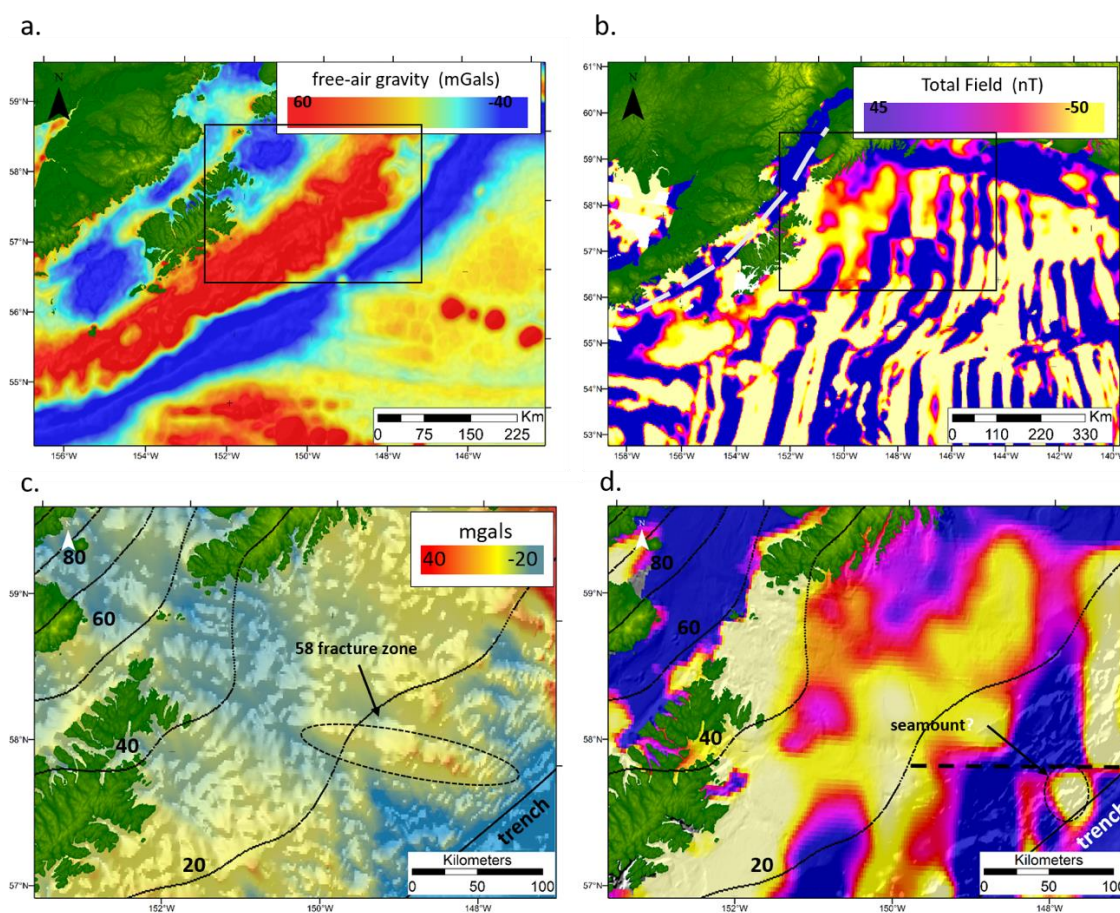 a.
N
free-air gravity (mGals)
60 -40
59°N
58°N
57°N
56°N
55°N
Km
0 75 150 225
156°W 154°W 152°W 150°W 148°W 146°W
b.
61°N
N
Total Field (nT)
45 -50
60°N
59°N
58°N
57°N
56°N
55°N
54°N
53°N
Km
0 110 220 330
158°W 156°W 154°W 152°W 150°W 148°W 146°W 144°W 142°W 140°W
c.
mgals
40 -20
80
59°N
60
58 fracture zone
58°N
40
trench
20
Kilometers
0 50 100
57°N
152°W 150°W 148°W
d.
N
80
59°N
60
seamount?
58°N
40
trench
20
Kilometers
0 50 100
57°N
152°W 150°W 148°W